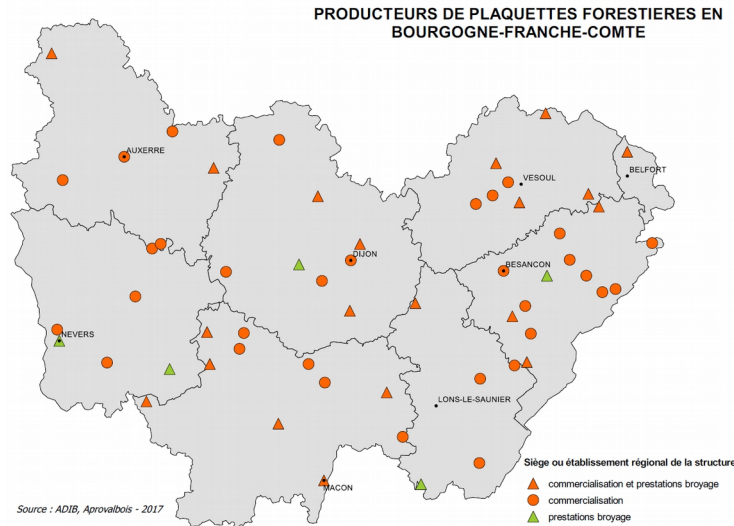 PRODUCTEURS DE PLAQUETTES FORESTIERES EN
BOURGOGNE-FRANCHE-COMTE
AUXERRE
BELFORT
VESOUL
DIJON
BESANCON
NEVERS
LONS-LE-SAUNIER
MACON
Siège ou établissement régional de la structure
commercialisation et prestations broyage
commercialisation
prestations broyage
Source : ADIB, Aprovalbois - 2017